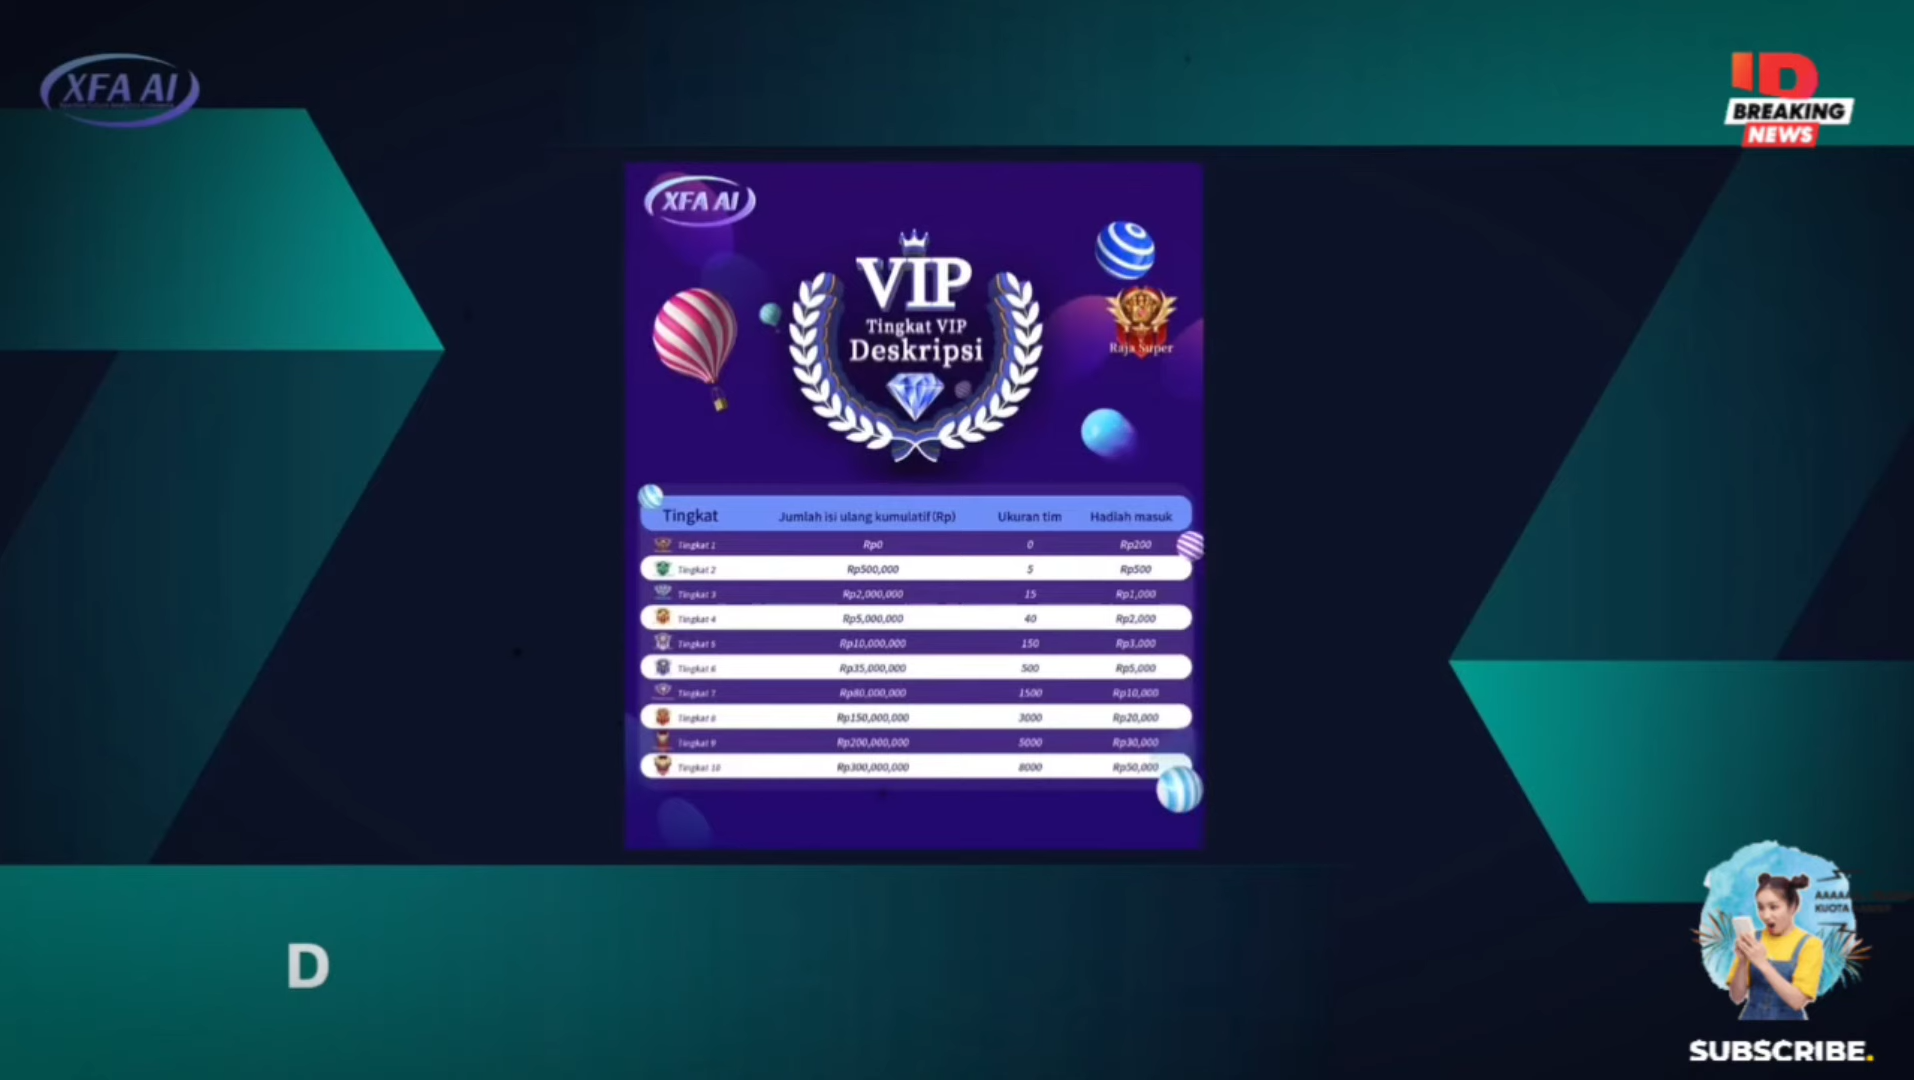 XFA AI
ID
BREAKING
NEWS
XFA AI
VIP
Tingkat VIP
Deskripsi
Raja Super
Tingkat Jumlah isi ulang kumulatif(Rp) Ukuran tim Hadiah masuk
Tingkat 1 Rp0 0 Rp200
Tingkat 2 Rp500,000 5 Rp500
Tingkat 3 Rp2,000,000 15 Rp1,000
Tingkat 4 Rp5,000,000 40 Rp2,000
Tingkat 5 Rp10,000,000 150 Rp3,000
Tingkat 6 Rp35,000,000 500 Rp5,000
Tingkat 7 Rp80,000,000 1500 Rp10,000
Tingkat 8 Rp150,000,000 3000 Rp20,000
Tingkat 9 Rp200,000,000 5000 Rp30,000
Tingkat 10 Rp300,000,000 8000 Rp50,000
D
KUOTA
SUBSCRIBE.